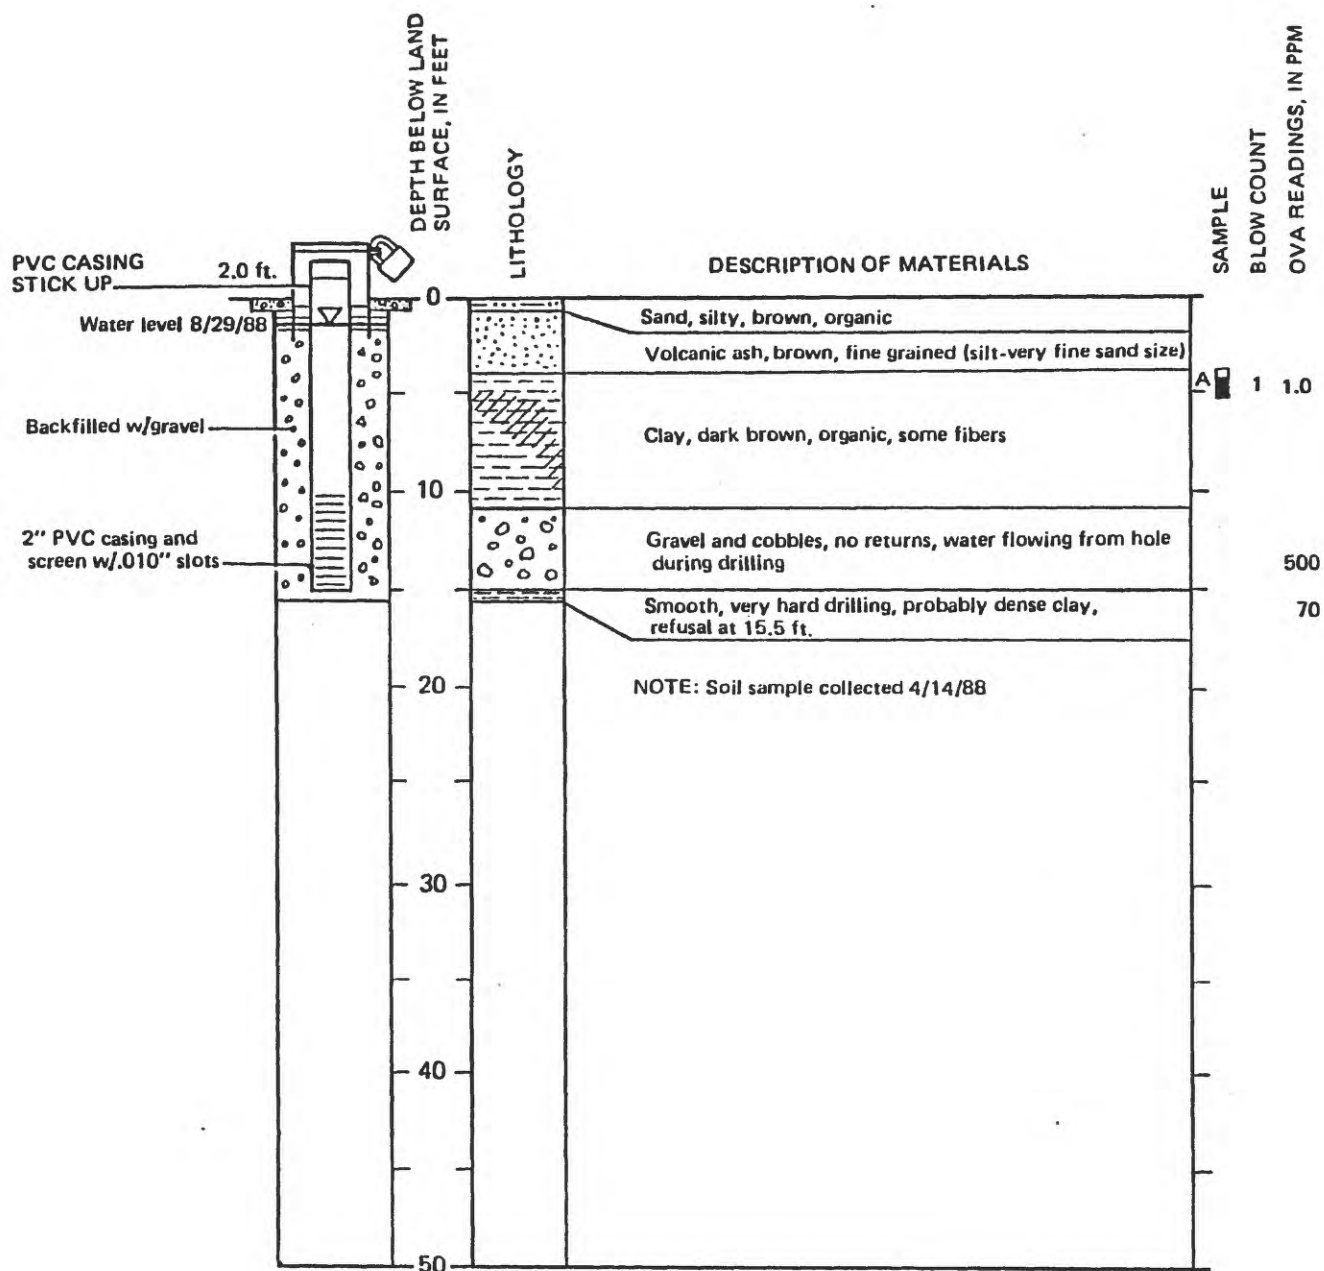 DEPTH BELOW LAND
SURFACE, IN FEET
LITHOLOGY
DESCRIPTION OF MATERIALS
SAMPLE
BLOW COUNT
OVA READINGS, IN PPM
PVC CASING
STICK UP
2.0 ft.
0
Water level 8/29/88
Sand, silty, brown, organic
Volcanic ash, brown, fine grained (silt-very fine sand size)
A
1
1.0
Backfilled w/gravel
Clay, dark brown, organic, some fibers
10
2" PVC casing and
screen w/.010" slots
Gravel and cobbles, no returns, water flowing from hole
during drilling
500
Smooth, very hard drilling, probably dense clay,
refusal at 15.5 ft.
70
20
NOTE: Soil sample collected 4/14/88
30
40
50